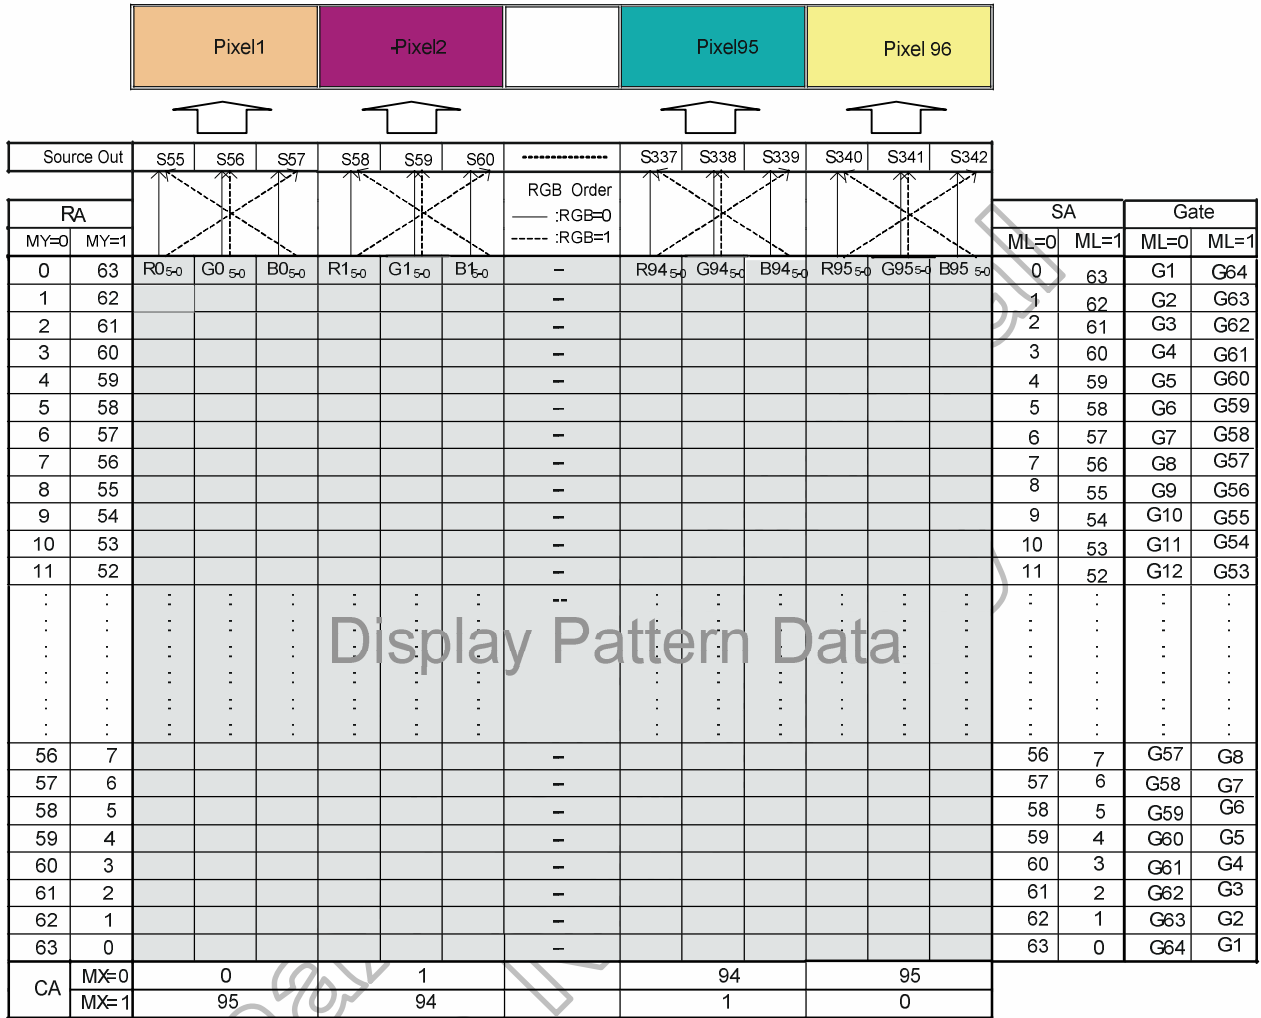 Pixel1 -Pixel2 Pixel95 Pixel 96
Source Out S55 S56 S57 S58 S59 S60 ---------------- S337 S338 S339 S340 S341 S342
RGB Order
:RGB=0
:RGB=1
RA SA Gate
MY=0 MY=1 ML=0 ML=1 ML=0 ML=1
0 63 R05-0 G05-0 B05-0 R15-0 G15-0 B15-0 - R945-0 G945-0 B945-0 R955-0 G955-0 B955-0 0 63 G1 G64
1 62 - 1 62 G2 G63
2 61 - 2 61 G3 G62
3 60 - 3 60 G4 G61
4 59 - 4 59 G5 G60
5 58 - 5 58 G6 G59
6 57 - 6 57 G7 G58
7 56 - 7 56 G8 G57
8 55 - 8 55 G9 G56
9 54 - 9 54 G10 G55
10 53 - 10 53 G11 G54
11 52 - 11 52 G12 G53
--
Display Pattern Data
56 7 - 56 7 G57 G8
57 6 - 57 6 G58 G7
58 5 - 58 5 G59 G6
59 4 - 59 4 G60 G5
60 3 - 60 3 G61 G4
61 2 - 61 2 G62 G3
62 1 - 62 1 G63 G2
63 0 - 63 0 G64 G1
CA MX=0 0 1 94 95
MX=1 95 94 1 0